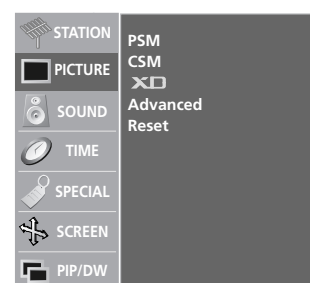 STATION
PICTURE
SOUND
TIME
SPECIAL
SCREEN
PIP/DW
PSM
CSM
XD
Advanced
Reset